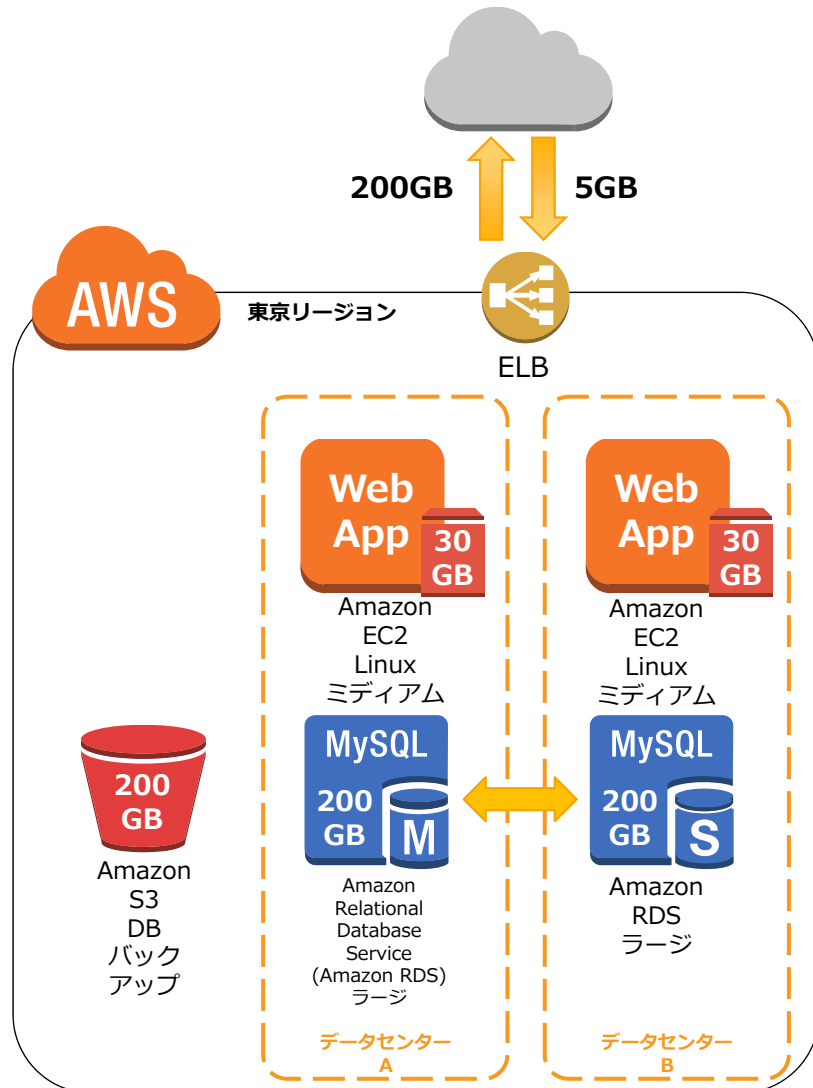 200GB
5GB
AWS
東京リージョン
ELB
Web
App
30
GB
Amazon
EC2
Linux
ミディアム
Web
App
30
GB
Amazon
EC2
Linux
ミディアム
200
GB
Amazon
S3
DB
バック
アップ
MySQL
200
GB
M
Amazon
Relational
Database
Service
(Amazon RDS)
ラージ
MySQL
200
GB
S
Amazon
RDS
ラージ
データセンター
A
データセンター
B